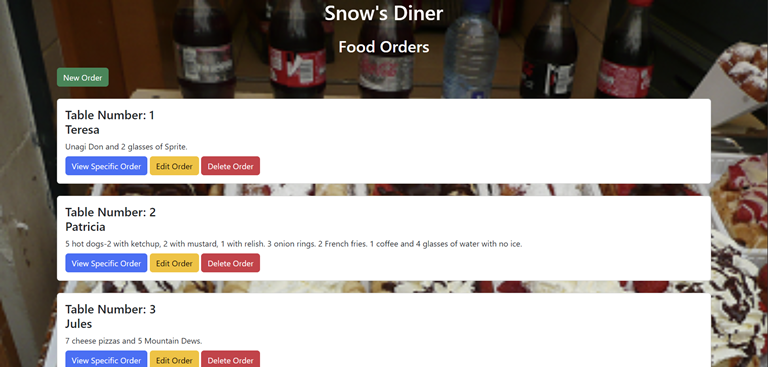 Snow's Diner
Food Orders
New Order
Table Number: 1
Teresa
Unagi Don and 2 glasses of Sprite.
View Specific Order Edit Order Delete Order
Table Number: 2
Patricia
5 hot dogs-2 with ketchup, 2 with mustard, 1 with relish. 3 onion rings. 2 French fries. 1 coffee and 4 glasses of water with no ice.
View Specific Order Edit Order Delete Order
Table Number: 3
Jules
7 cheese pizzas and 5 Mountain Dews.
View Specific Order Edit Order Delete Order